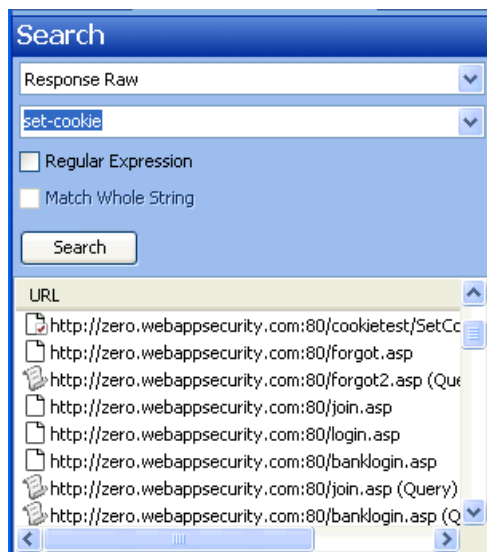 Search
Response Raw
set-cookie
Regular Expression
Match Whole String
Search
URL
http://zero.webappsecurity.com:80/cookietest/SetCo
http://zero.webappsecurity.com:80/forgot.asp
http://zero.webappsecurity.com:80/forgot2.asp (Que
http://zero.webappsecurity.com:80/join.asp
http://zero.webappsecurity.com:80/login.asp
http://zero.webappsecurity.com:80/banklogin.asp
http://zero.webappsecurity.com:80/join.asp (Query)
http://zero.webappsecurity.com:80/banklogin.asp (Q